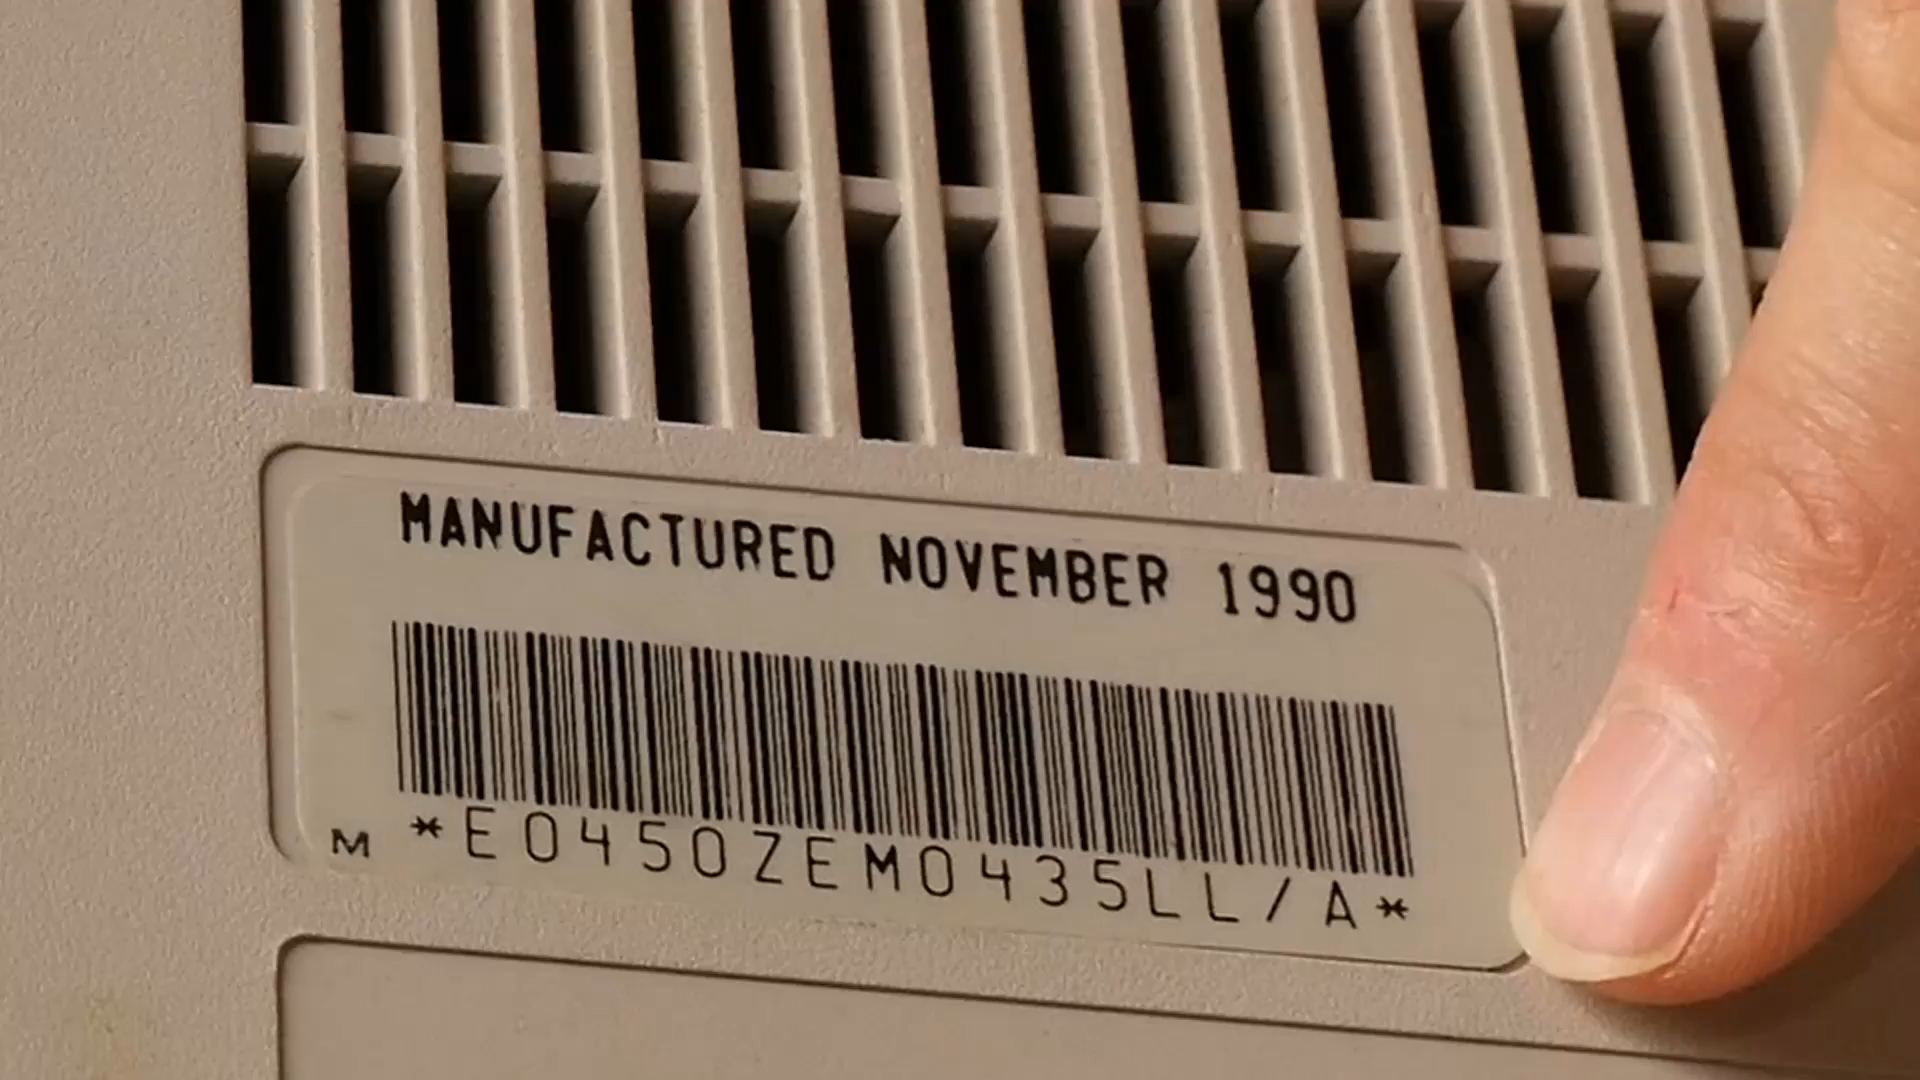 MANUFACTURED NOVEMBER 1990
M *E0450ZEM0435LL/A*